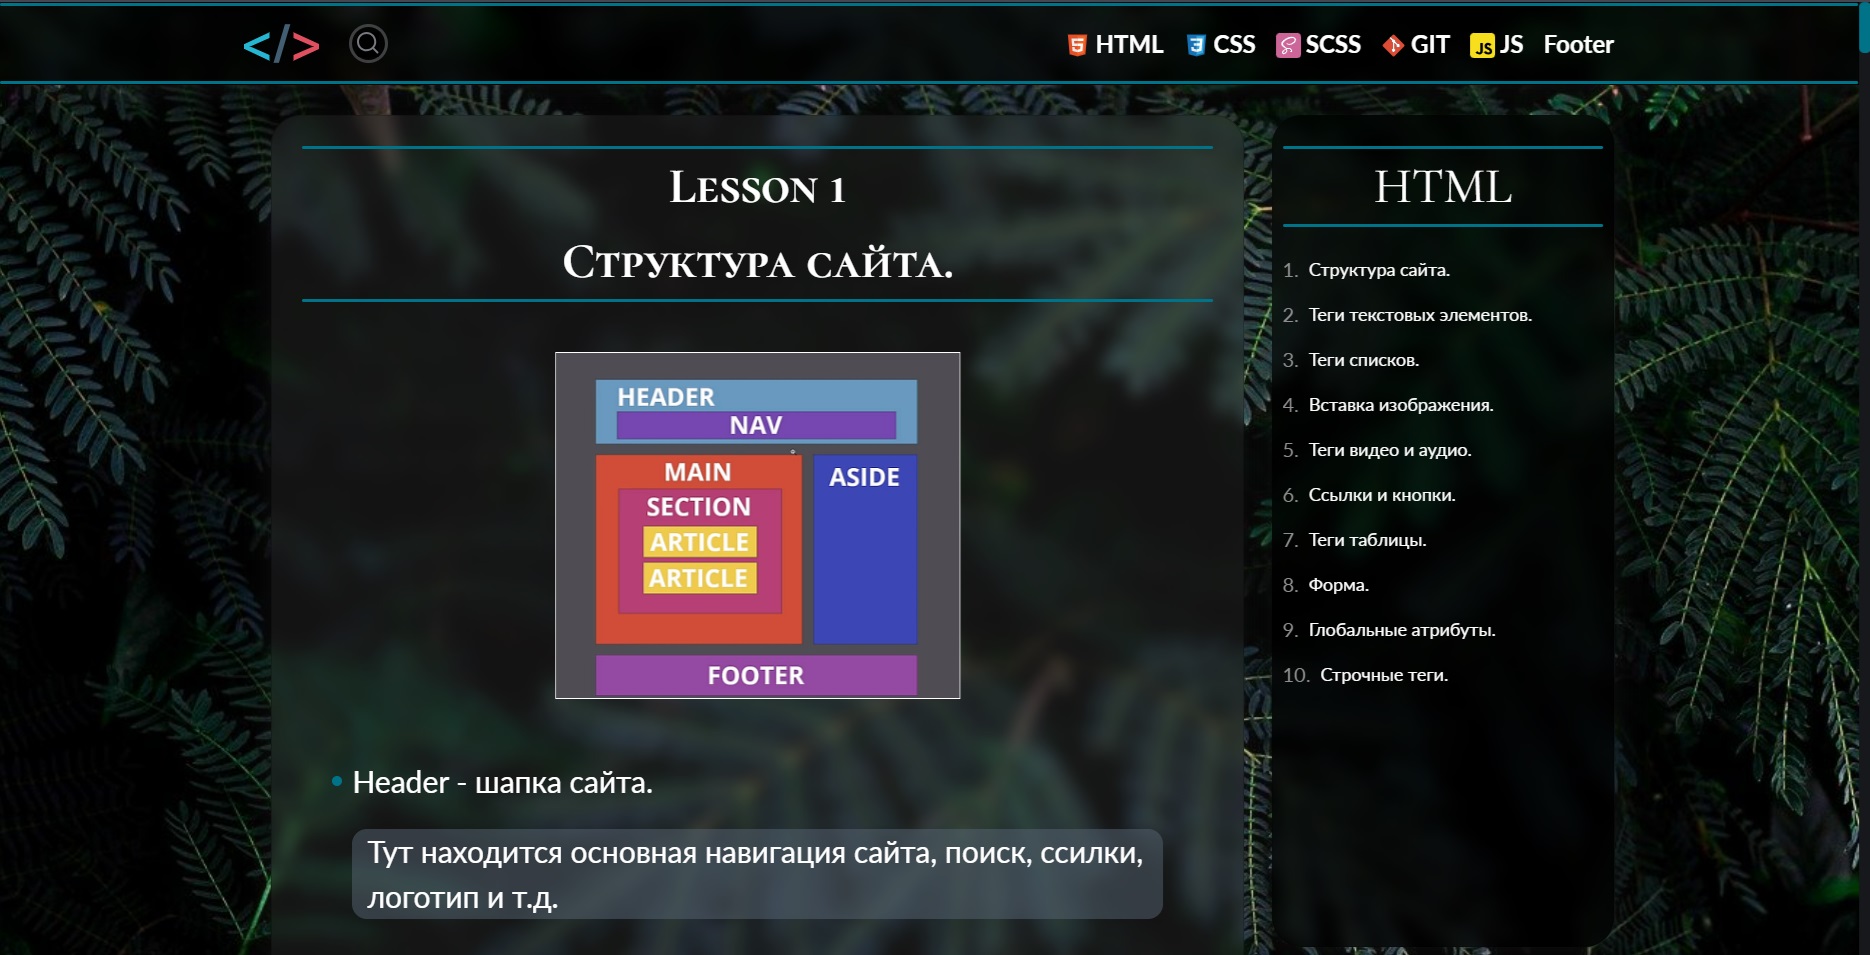 </>
HTML
CSS
SCSS
GIT
JS JS
Footer
Lesson 1
Структура сайта.
HEADER
NAV
MAIN
SECTION
ARTICLE
ARTICLE
ASIDE
FOOTER
Header - шапка сайта.
Тут находится основная навигация сайта, поиск, ссилки,
логотип и т.д.
HTML
1. Структура сайта.
2. Теги текстовых элементов.
3. Теги списков.
4. Вставка изображения.
5. Теги видео и аудио.
6. Ссылки и кнопки.
7. Теги таблицы.
8. Форма.
9. Глобальные атрибуты.
10. Строчные теги.